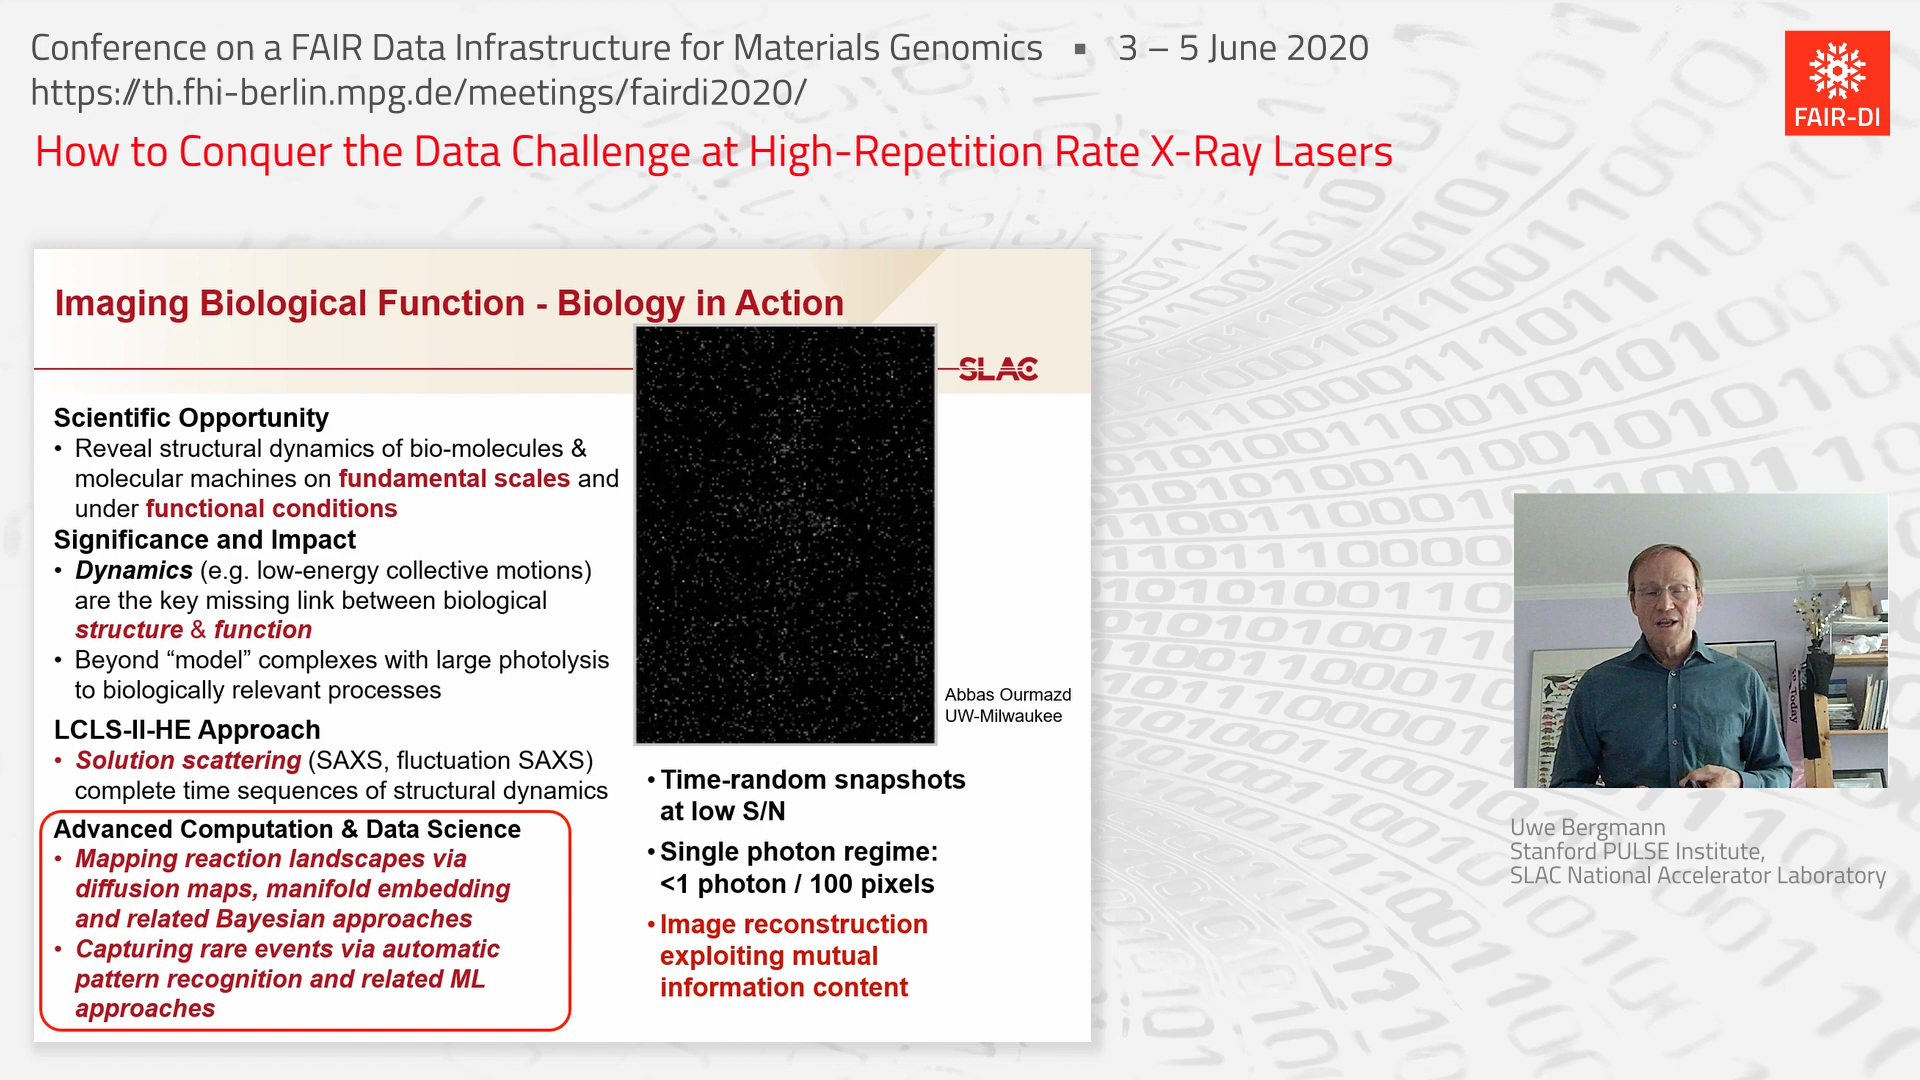 Conference on a FAIR Data Infrastructure for Materials Genomics ▪ 3 – 5 June 2020
https://th.fhi-berlin.mpg.de/meetings/fairdi2020/
How to Conquer the Data Challenge at High-Repetition Rate X-Ray Lasers
FAIR-DI
Imaging Biological Function - Biology in Action
SLAC
Scientific Opportunity
• Reveal structural dynamics of bio-molecules &
molecular machines on fundamental scales and
under functional conditions
Significance and Impact
• Dynamics (e.g. low-energy collective motions)
are the key missing link between biological
structure & function
• Beyond “model” complexes with large photolysis
to biologically relevant processes
LCLS-II-HE Approach
• Solution scattering (SAXS, fluctuation SAXS)
complete time sequences of structural dynamics
Advanced Computation & Data Science
• Mapping reaction landscapes via
diffusion maps, manifold embedding
and related Bayesian approaches
• Capturing rare events via automatic
pattern recognition and related ML
approaches
Abbas Ourmazd
UW-Milwaukee
• Time-random snapshots
at low S/N
• Single photon regime:
<1 photon / 100 pixels
• Image reconstruction
exploiting mutual
information content
Uwe Bergmann
Stanford PULSE Institute,
SLAC National Accelerator Laboratory